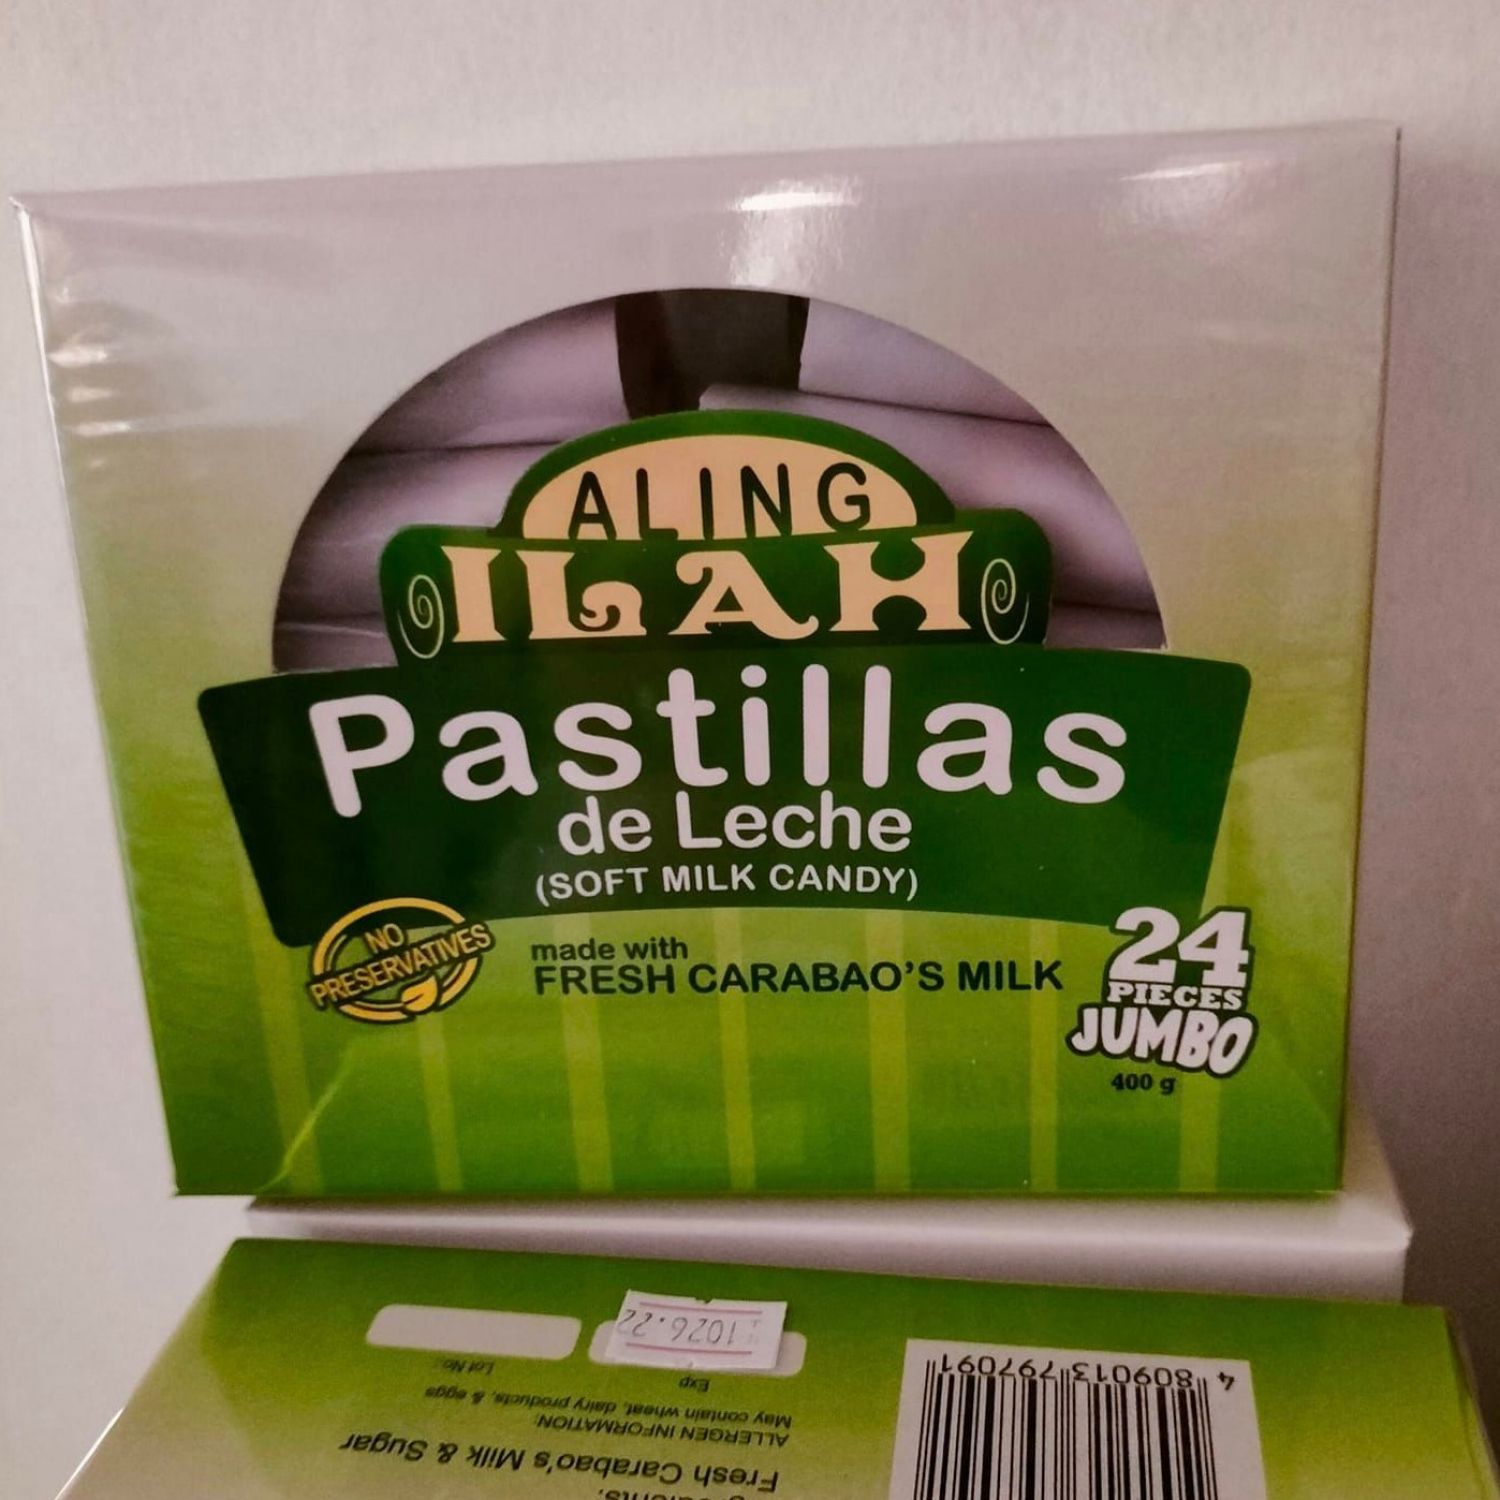 ALING
ILAH
Pastillas
de Leche
(SOFT MILK CANDY)
NO
PRESERVATIVES
made with
FRESH CARABAO'S MILK
24
PIECES
JUMBO
400 g
Fresh Carabao's Milk & Sugar
ALLERGEN INFORMATION:
May contain wheat, dairy products, & eggs
Exp
Lot No.:
1026.22
4 809013 797091